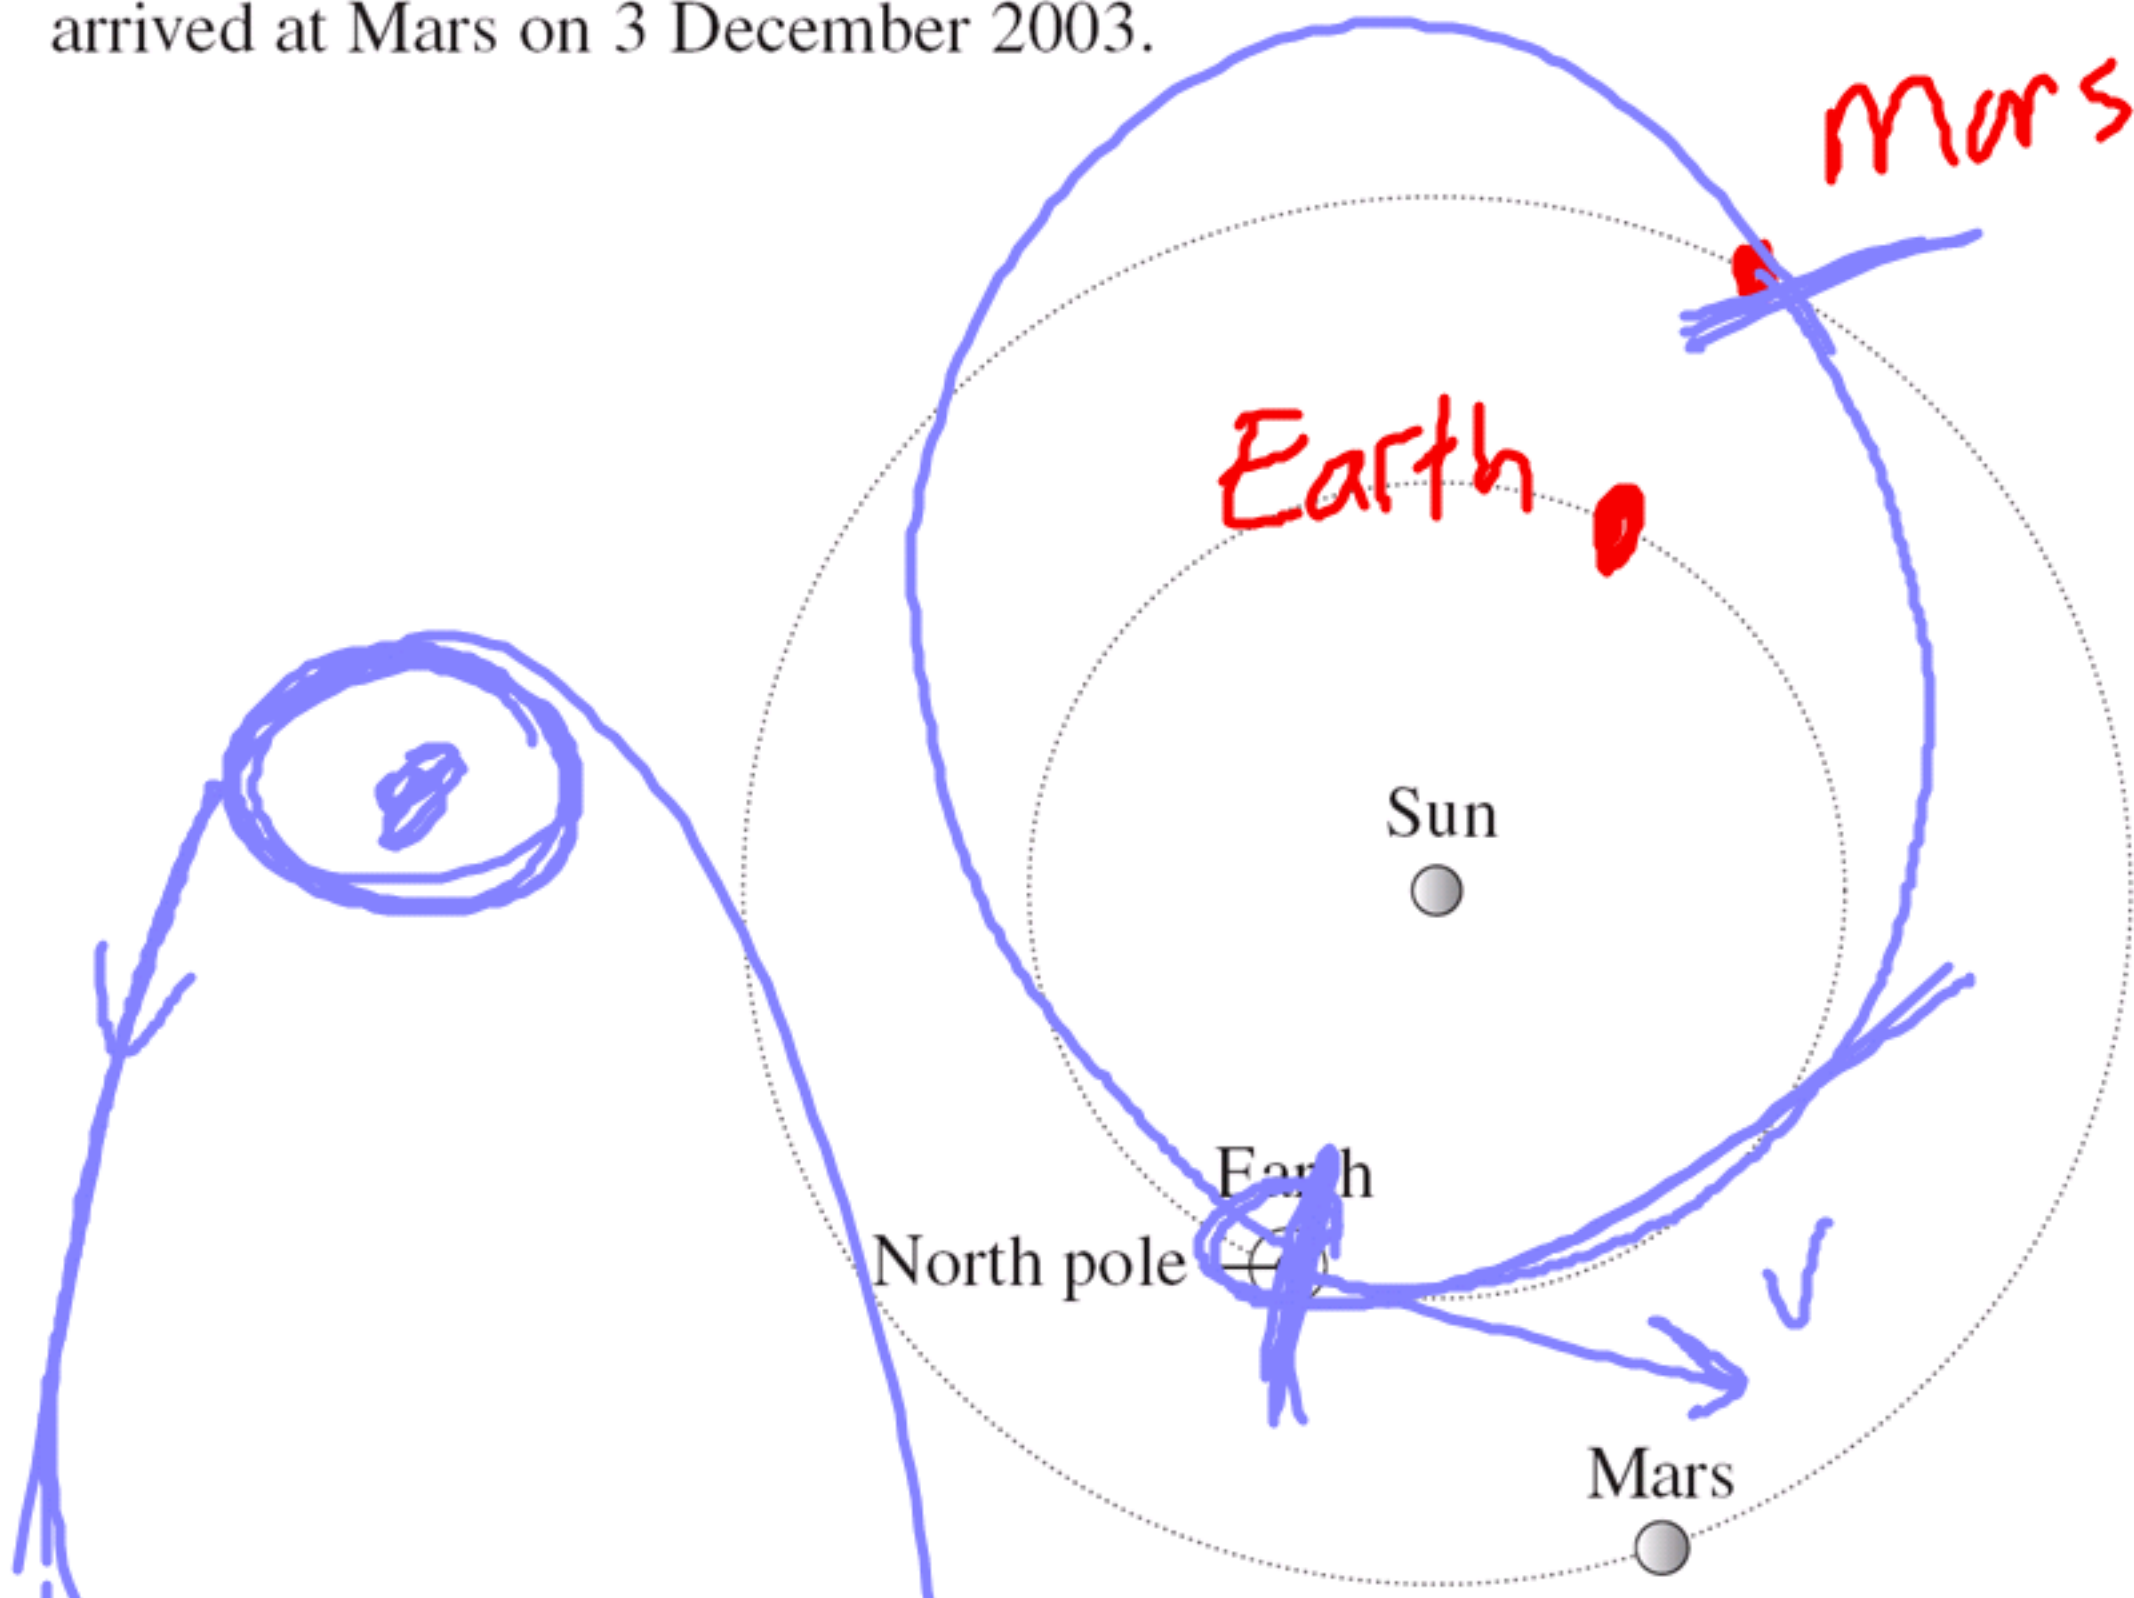 arrived at Mars on 3 December 2003.
Mars
Earth
Sun
Earth
North pole
Mars